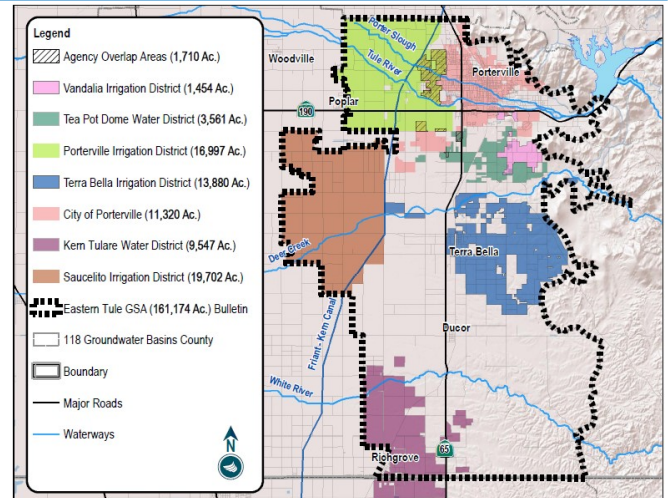 Legend
Agency Overlap Areas (1,710 Ac.)
Vandalia Irrigation District (1,454 Ac.)
Tea Pot Dome Water District (3,561 Ac.)
Porterville Irrigation District (16,997 Ac.)
Terra Bella Irrigation District (13,880 Ac.)
City of Porterville (11,320 Ac.)
Kern Tulare Water District (9,547 Ac.)
Saucelito Irrigation District (19,702 Ac.)
Eastern Tule GSA (161,174 Ac.) Bulletin
118 Groundwater Basins County
Boundary
Major Roads
Waterways
N
Porter Slough
Woodville
Tule River
Porterville
Poplar
190
Deer Creek
Terra Bella
Ducor
Friant - Kern Canal
White River
65
Richgrove